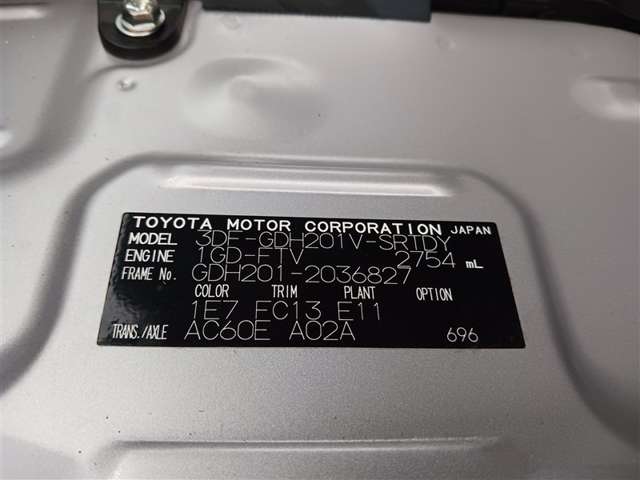 TOYOTA MOTOR CORPORATION JAPAN
MODEL 3DF-GDH201V-SRTDY
ENGINE 1GD-FTV 2754 mL
FRAME No. GDH201-2036827
COLOR TRIM PLANT OPTION
1E7 FC13 E11
TRANS./AXLE AC60E A02A 696